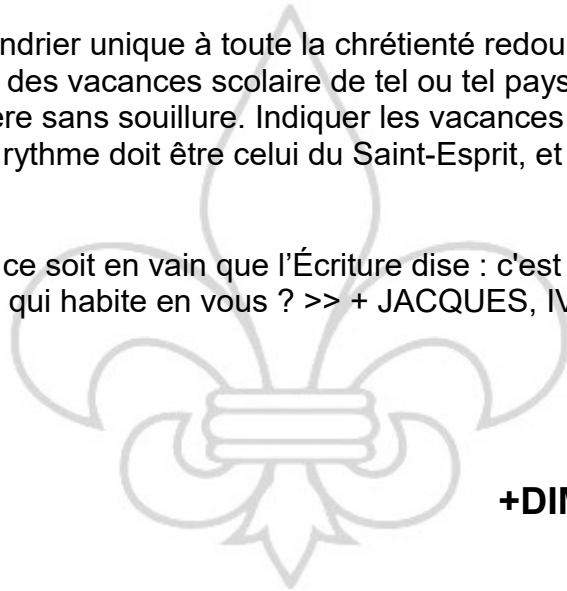 ndrier unique à toute la chrétienté redou
des vacances scolaire de tel ou tel pays
ère sans souillure. Indiquer les vacances
rythme doit être celui du Saint-Esprit, et
ce soit en vain que l'Écriture dise : c'est
qui habite en vous ? >> + JACQUES, IV
+DIM